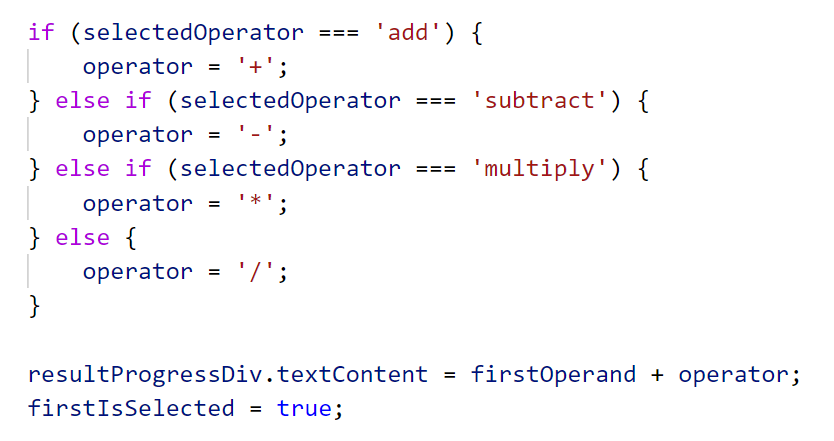 if (selectedOperator === 'add') {
    operator = '+';
} else if (selectedOperator === 'subtract') {
    operator = '-';
} else if (selectedOperator === 'multiply') {
    operator = '*';
} else {
    operator = '/';
}

resultProgressDiv.textContent = firstOperand + operator;
firstIsSelected = true;